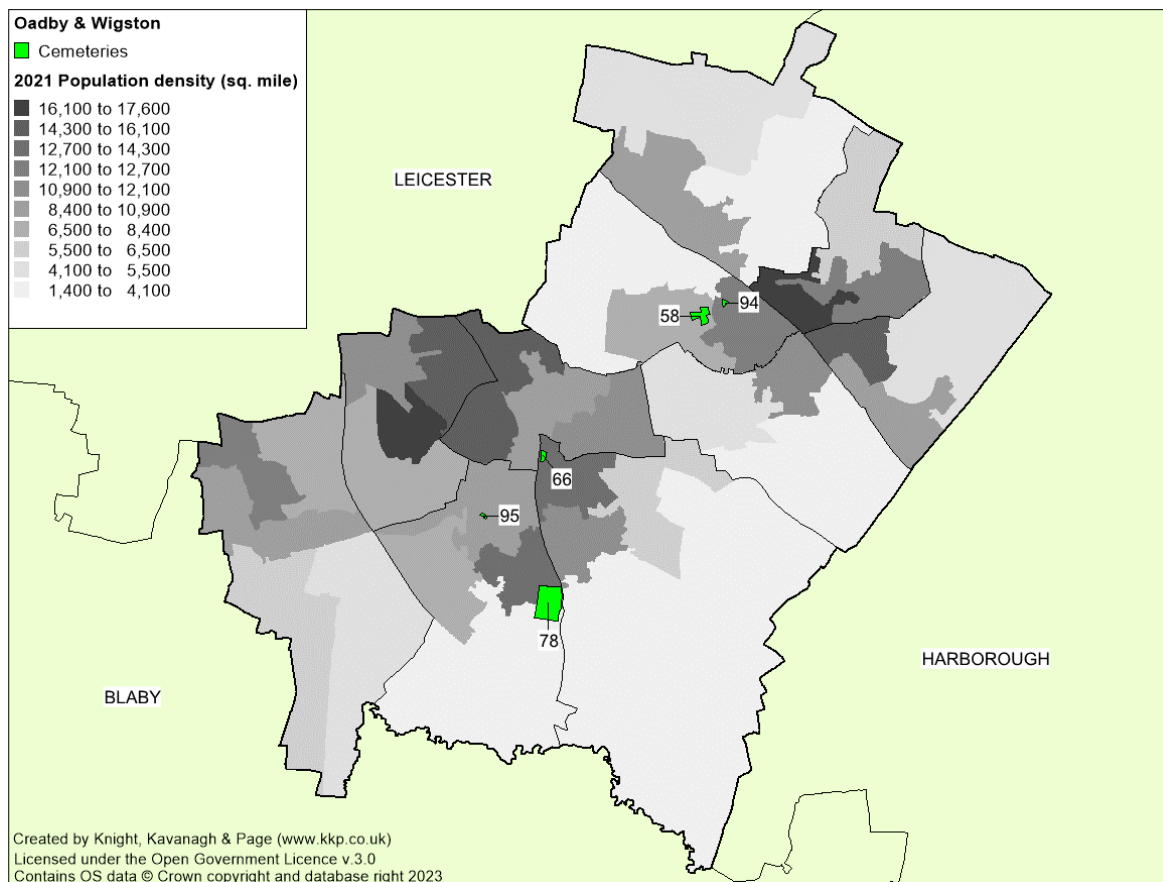 Oadby & Wigston
Cemeteries
2021 Population density (sq. mile)
16,100 to 17,600
14,300 to 16,100
12,700 to 14,300
12,100 to 12,700
10,900 to 12,100
8,400 to 10,900
6,500 to 8,400
5,500 to 6,500
4,100 to 5,500
1,400 to 4,100
LEICESTER
94
58
66
95
78
HARBOROUGH
BLABY
Created by Knight, Kavanagh & Page (www.kkp.co.uk)
Licensed under the Open Government Licence v.3.0
Contains OS data © Crown copyright and database right 2023